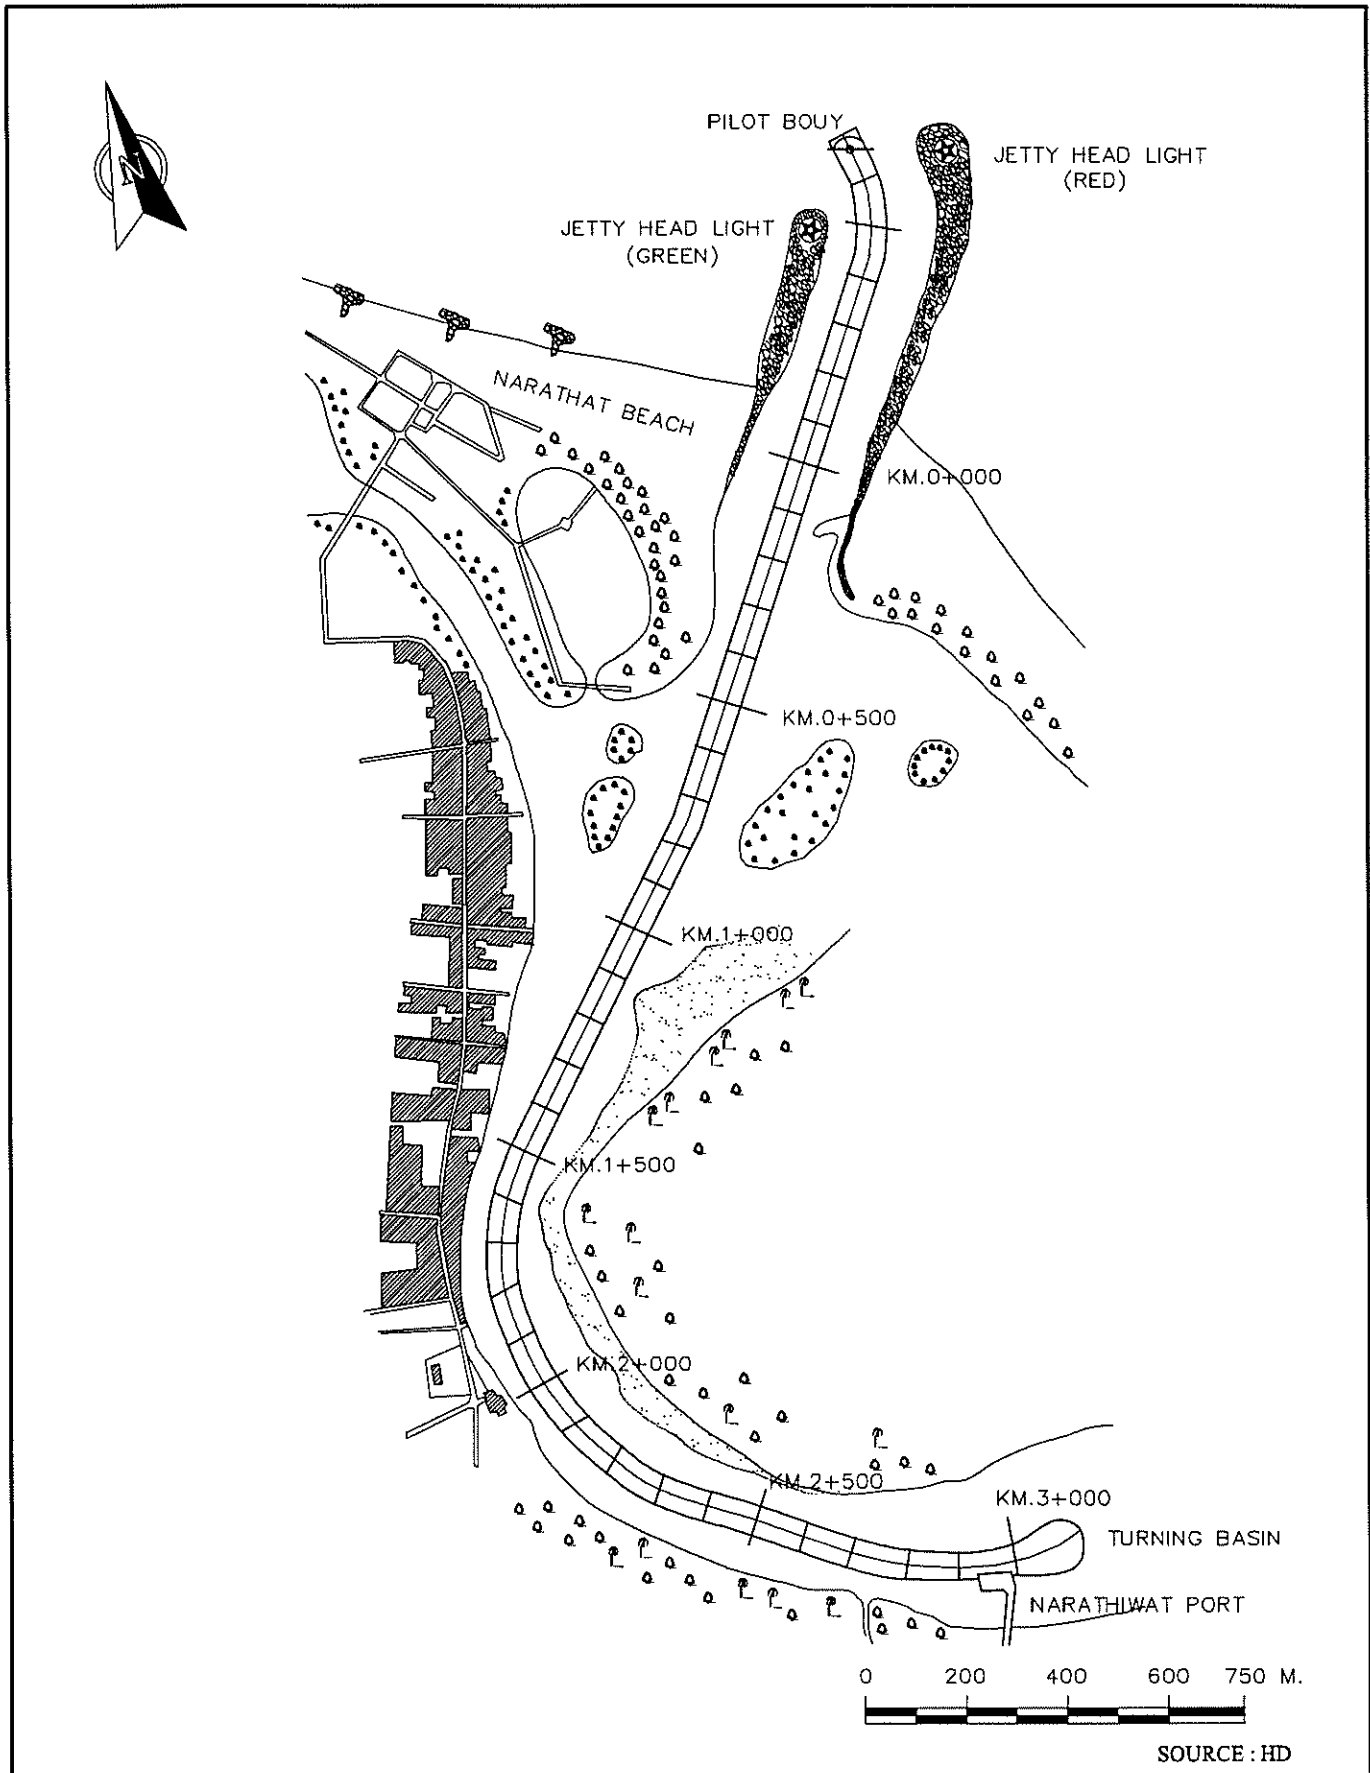 N
PILOT BOUY
JETTY HEAD LIGHT
(RED)
JETTY HEAD LIGHT
(GREEN)
NARATHAT BEACH
KM.0+000
KM.0+500
KM.1+000
KM.1+500
KM.2+000
KM.2+500
KM.3+000
TURNING BASIN
NARATHIWAT PORT
0 200 400 600 750 M.
SOURCE : HD